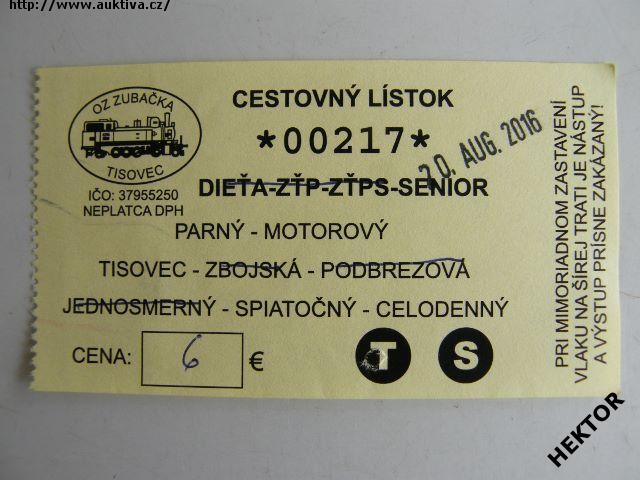 http://www.auktiva.cz/
OZ ZUBAČKA
TISOVEC
IČO: 37955250
NEPLATCA DPH
CESTOVNÝ LÍSTOK
*00217*
20. AUG. 2016
DIEŤA-ZŤP-ZŤPS-SENIOR
PARNÝ - MOTOROVÝ
TISOVEC - ZBOJSKÁ - PODBREZOVÁ
JEDNOSMERNÝ - SPIATOČNÝ - CELODENNÝ
CENA: 6 €
T S
PRI MIMORIADNOM ZASTAVENÍ
VLAKU NA ŠÍREJ TRATI JE NÁSTUP
A VÝSTUP PRÍSNE ZAKÁZANÝ!
HEKTOR